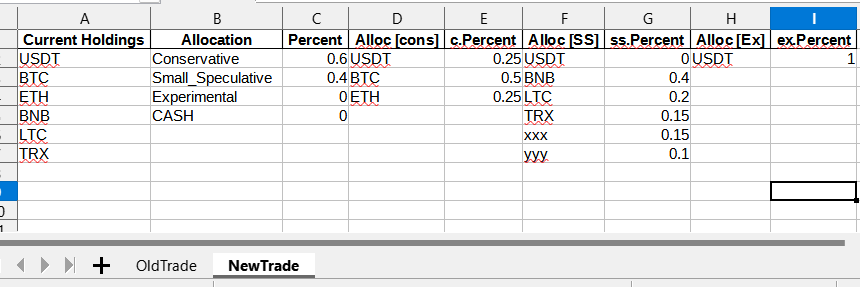 A B C D E F G H I
Current Holdings Allocation Percent Alloc [cons] c.Percent Alloc [SS] ss.Percent Alloc [Ex] ex.Percent
USDT Conservative 0.6 USDT 0.25 USDT 0 USDT 1
BTC Small_Speculative 0.4 BTC 0.5 BNB 0.4
ETH Experimental 0 ETH 0.25 LTC 0.2
BNB CASH 0 TRX 0.15
LTC xxx 0.15
TRX yyy 0.1
0
1
OldTrade NewTrade